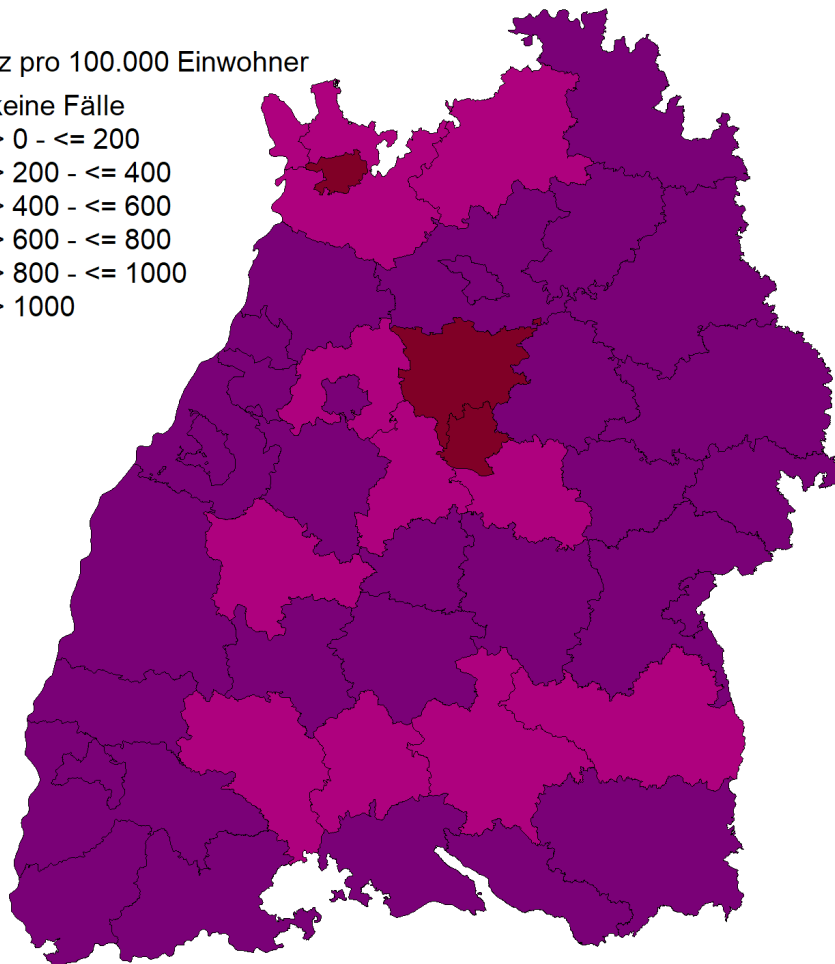 z pro 100.000 Einwohner
keine Fälle
> 0 - <= 200
> 200 - <= 400
> 400 - <= 600
> 600 - <= 800
> 800 - <= 1000
> 1000